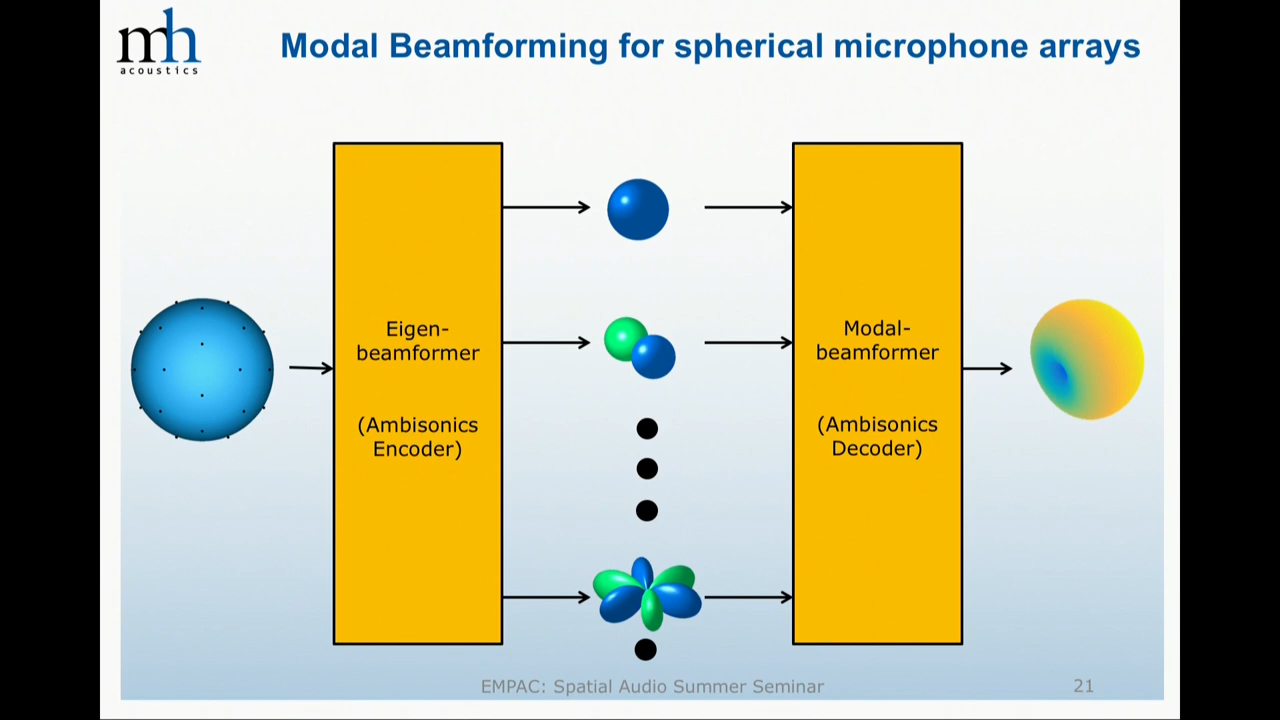 mh
acoustics
Modal Beamforming for spherical microphone arrays
Eigen-
beamformer
(Ambisonics
Encoder)
Modal-
beamformer
(Ambisonics
Decoder)
EMPAC: Spatial Audio Summer Seminar
21